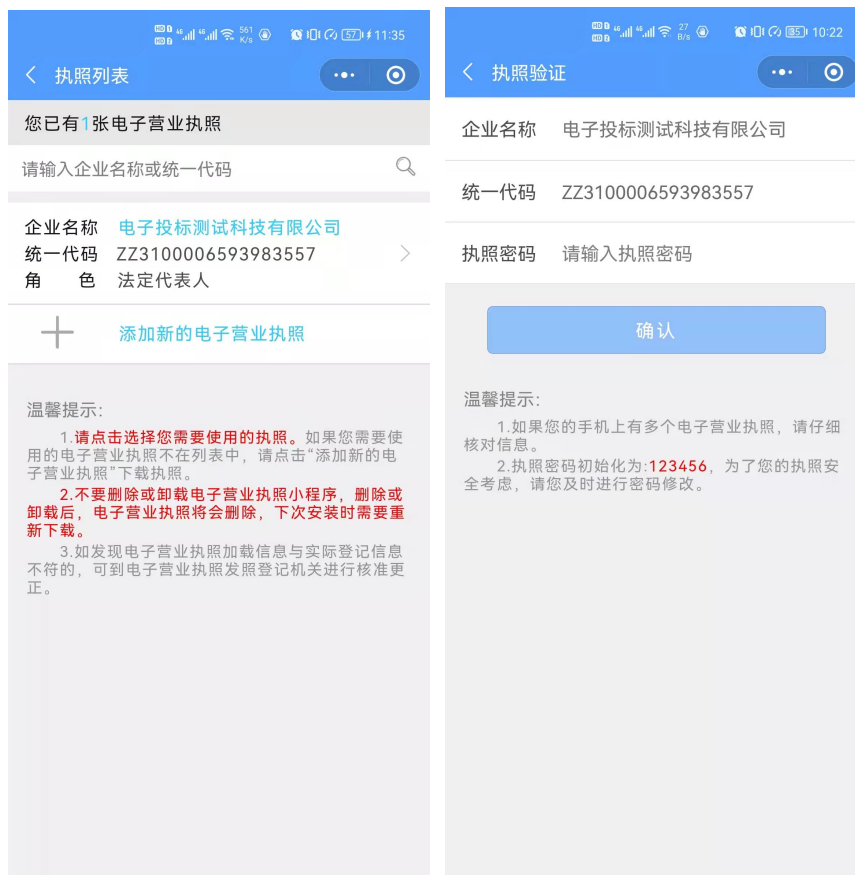 HD 2 4G 4G 561 K/s 57 11:35
HD 2
执照列表
您已有1张电子营业执照
请输入企业名称或统一代码
企业名称 电子投标测试科技有限公司
统一代码 ZZ3100006593983557
角 色 法定代表人
添加新的电子营业执照
温馨提示:
1.请点击选择您需要使用的执照。如果您需要使
用的电子营业执照不在列表中，请点击“添加新的电
子营业执照”下载执照。
2.不要删除或卸载电子营业执照小程序，删除或
卸载后，电子营业执照将会删除，下次安装时需要重
新下载。
3.如发现电子营业执照加载信息与实际登记信息
不符的，可到电子营业执照发照登记机关进行核准更
正。
27 B/s 85 10:22
执照验证
企业名称 电子投标测试科技有限公司
统一代码 ZZ3100006593983557
执照密码 请输入执照密码
确认
温馨提示:
1.如果您的手机上有多个电子营业执照，请仔细
核对信息。
2.执照密码初始化为:123456，为了您的执照安
全考虑，请您及时进行密码修改。